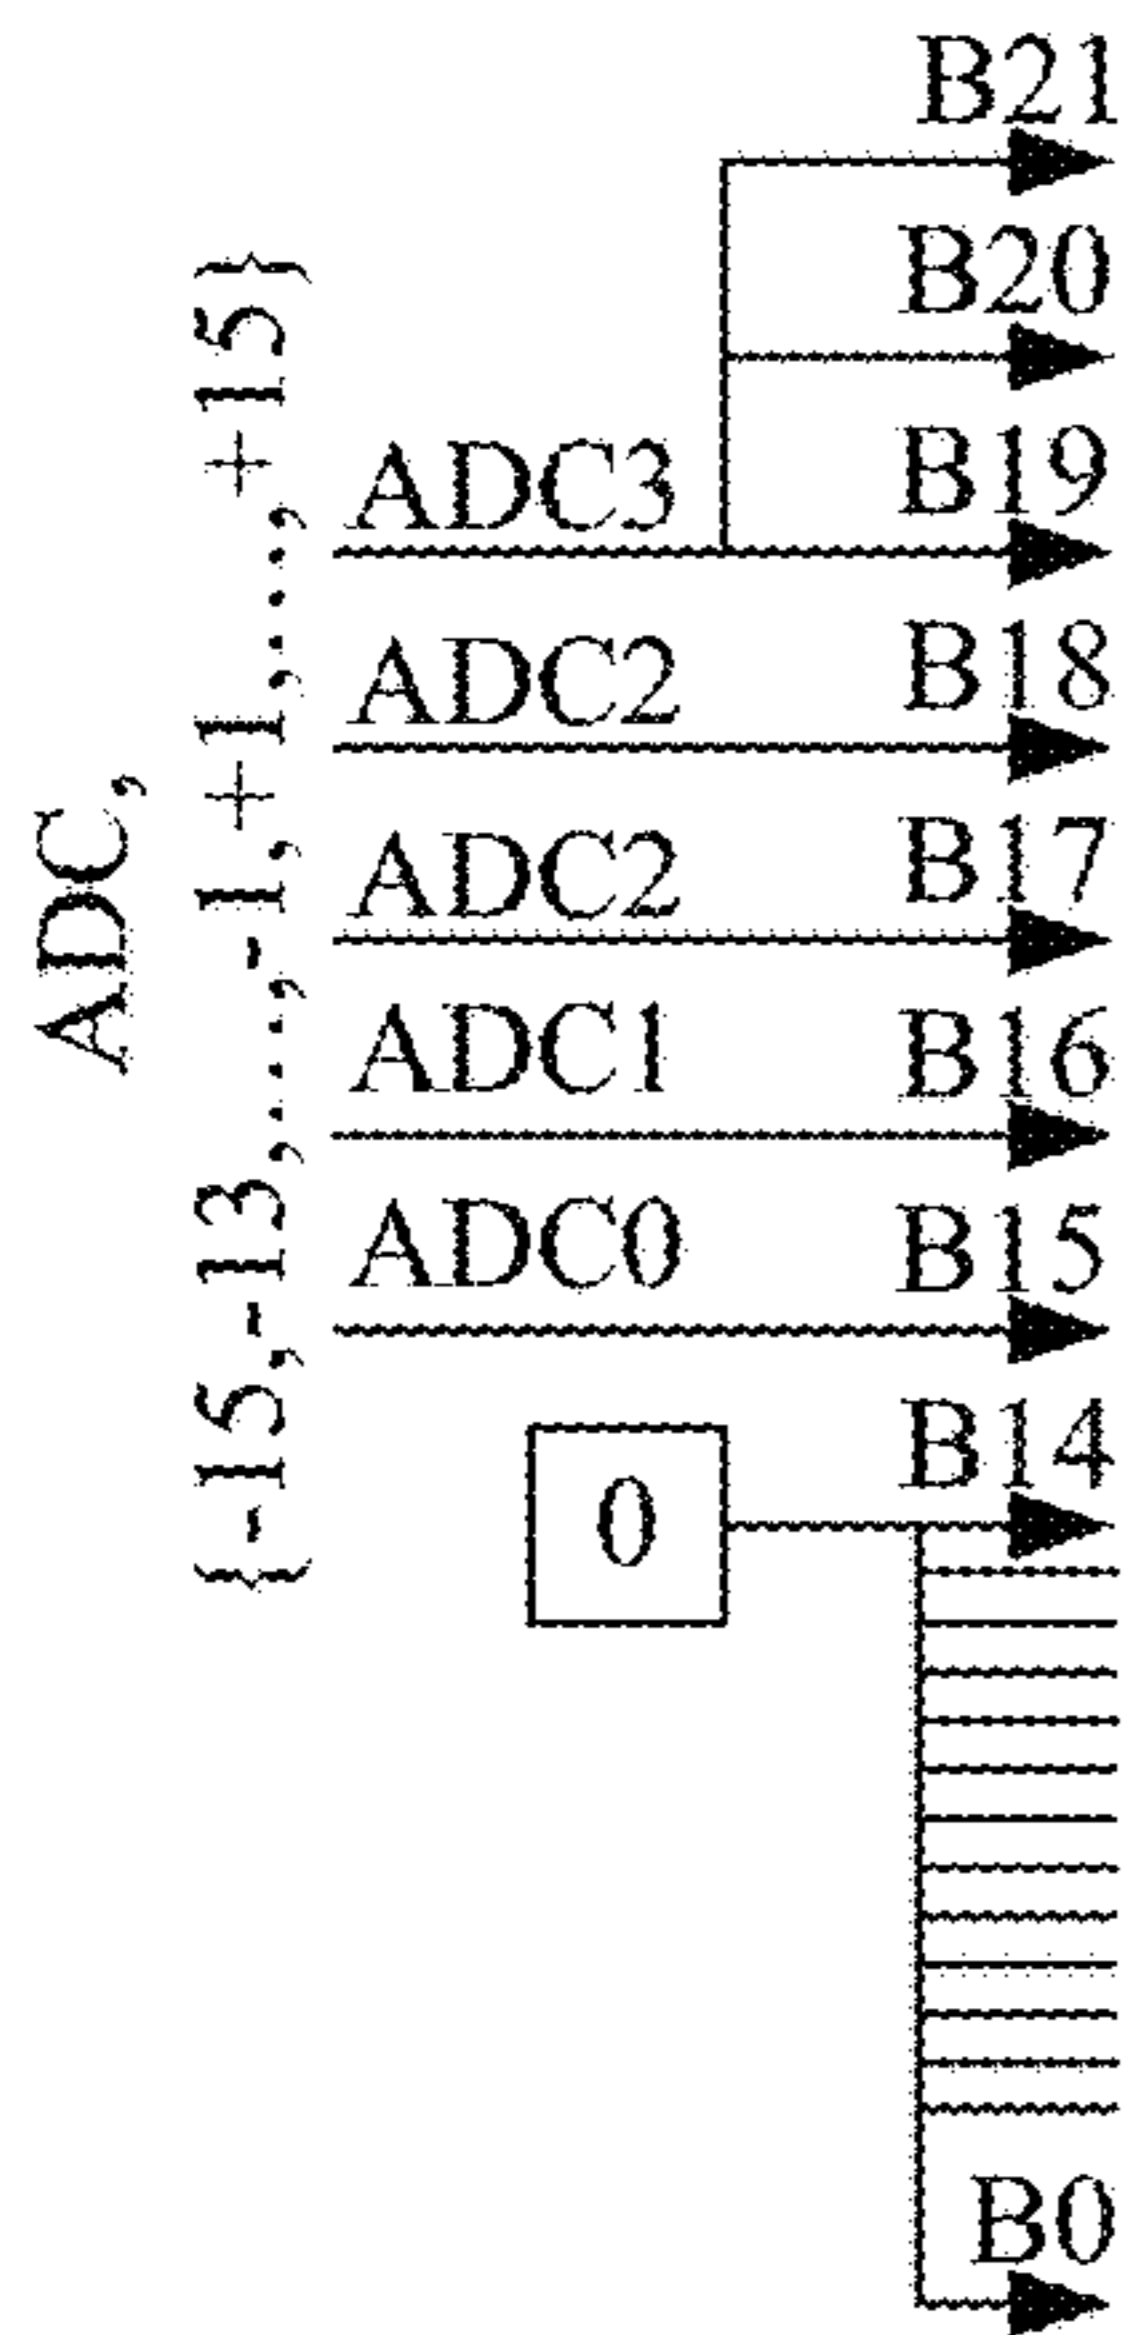 ADC,
{-15,-13,...,-1,+1,...,+15}
B21
B20
ADC3 B19
ADC2 B18
ADC2 B17
ADC1 B16
ADC0 B15
0 B14
B0